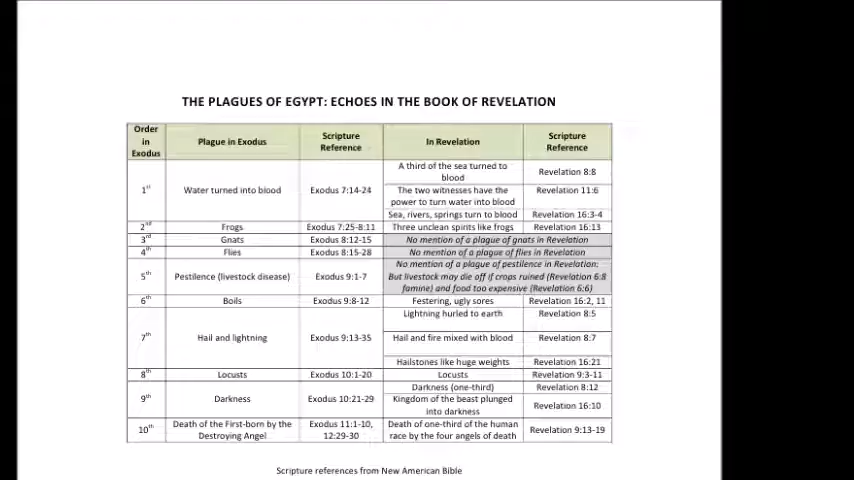 THE PLAGUES OF EGYPT: ECHOES IN THE BOOK OF REVELATION
Order in Exodus Plague in Exodus Scripture Reference In Revelation Scripture Reference
1st Water turned into blood Exodus 7:14-24 A third of the sea turned to blood Revelation 8:8
The two witnesses have the power to turn water into blood Revelation 11:6
Sea, rivers, springs turn to blood Revelation 16:3-4
2nd Frogs Exodus 7:25-8:11 Three unclean spirits like frogs Revelation 16:13
3rd Gnats Exodus 8:12-15 No mention of a plague of gnats in Revelation
4th Flies Exodus 8:15-28 No mention of a plague of flies in Revelation
5th Pestilence (livestock disease) Exodus 9:1-7 No mention of a plague of pestilence in Revelation: But livestock may die off if crops ruined (Revelation 6:8 famine) and food too expensive (Revelation 6:6)
6th Boils Exodus 9:8-12 Festering, ugly sores Revelation 16:2, 11
7th Hail and lightning Exodus 9:13-35 Lightning hurled to earth Revelation 8:5
Hail and fire mixed with blood Revelation 8:7
Hailstones like huge weights Revelation 16:21
8th Locusts Exodus 10:1-20 Locusts Revelation 9:3-11
9th Darkness Exodus 10:21-29 Darkness (one-third) Revelation 8:12
Kingdom of the beast plunged into darkness Revelation 16:10
10th Death of the First-born by the Destroying Angel Exodus 11:1-10, 12:29-30 Death of one-third of the human race by the four angels of death Revelation 9:13-19
Scripture references from New American Bible